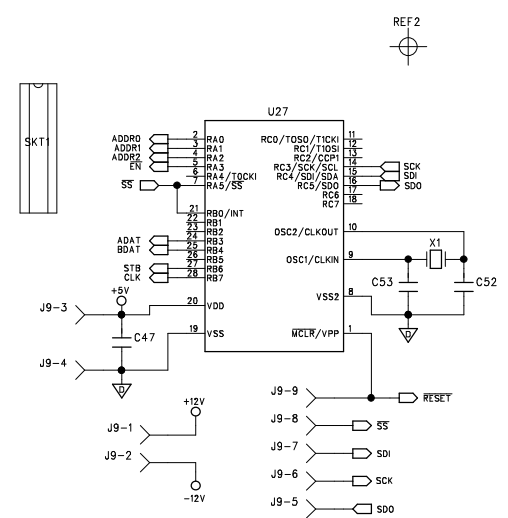 REF2
SKT1
U27
ADDR0 2 RA0 RC0/TOSO/T1CKI 11
ADDR1 3 RA1 RC1/T1OSI 12
ADDR2 4 RA2 RC2/CCP1 13
EN 5 RA3 RC3/SCK/SCL 14 SCK
6 RA4/TOCKI RC4/SDI/SDA 15 SDI
SS 7 RA5/SS RC5/SDO 16 SDO
RC6 17
RC7 18
21 RB0/INT
22 RB1
23 RB2 OSC2/CLKOUT 10
ADAT 24 RB3
BDAT 25 RB4 X1
26 RB5 OSC1/CLKIN 9
STB 27 RB6
CLK 28 RB7 C53 C52
+5V
VSS2 8
J9-3 20 VDD
D
C47 19 VSS MCLR/VPP 1
J9-4
D
J9-9 RESET
+12V
J9-8 SS
J9-1
J9-7 SDI
J9-2
J9-6 SCK
-12V
J9-5 SDO